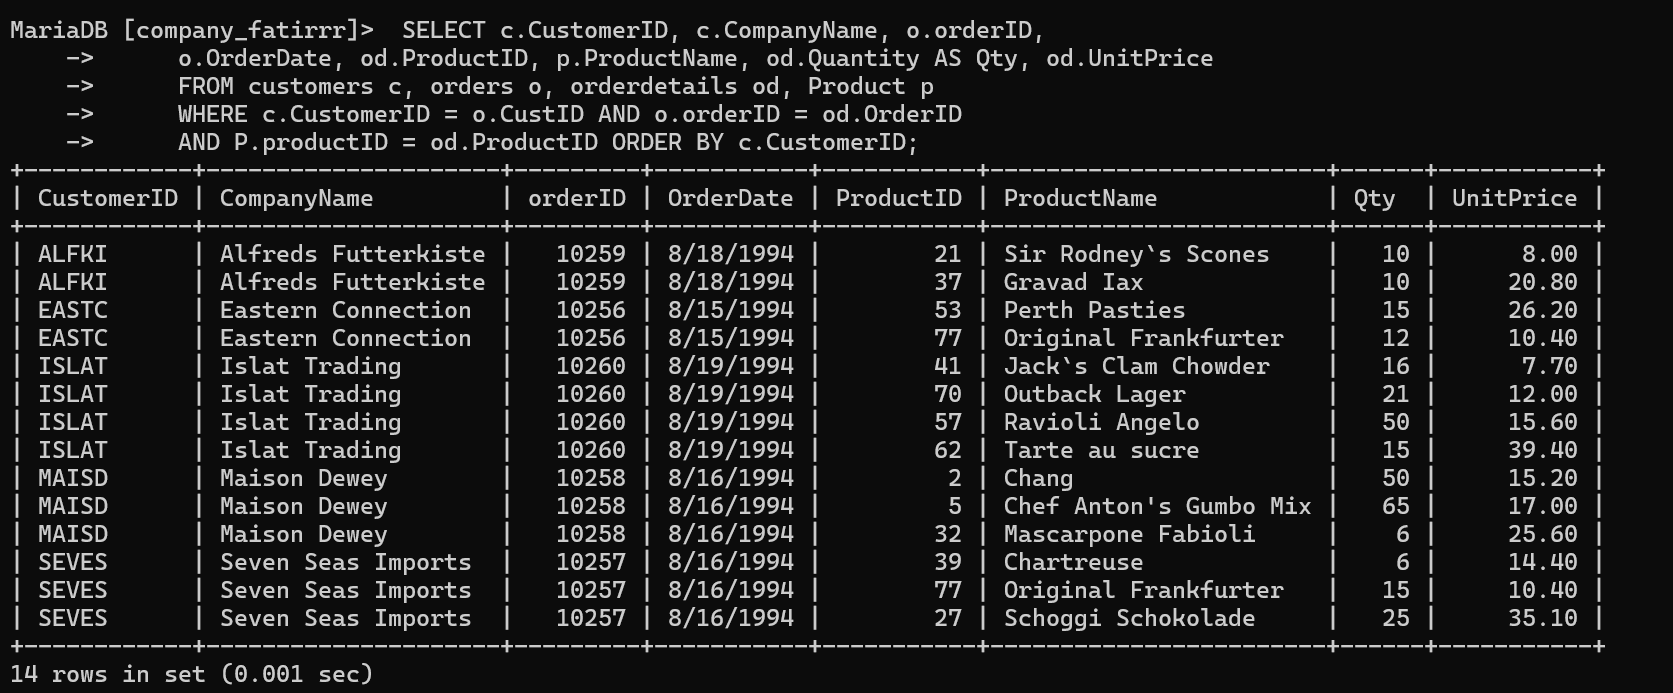 MariaDB [company_fatirrr]>  SELECT c.CustomerID, c.CompanyName, o.orderID,
    ->      o.OrderDate, od.ProductID, p.ProductName, od.Quantity AS Qty, od.UnitPrice
    ->      FROM customers c, orders o, orderdetails od, Product p
    ->      WHERE c.CustomerID = o.CustID AND o.orderID = od.OrderID
    ->      AND P.productID = od.ProductID ORDER BY c.CustomerID;
+------------+---------------------+---------+-----------+-----------+------------------------+------+-----------+
| CustomerID | CompanyName         | orderID | OrderDate | ProductID | ProductName            | Qty  | UnitPrice |
+------------+---------------------+---------+-----------+-----------+------------------------+------+-----------+
| ALFKI      | Alfreds Futterkiste |   10259 | 8/18/1994 |        21 | Sir Rodney`s Scones    |   10 |      8.00 |
| ALFKI      | Alfreds Futterkiste |   10259 | 8/18/1994 |        37 | Gravad Iax             |   10 |     20.80 |
| EASTC      | Eastern Connection  |   10256 | 8/15/1994 |        53 | Perth Pasties          |   15 |     26.20 |
| EASTC      | Eastern Connection  |   10256 | 8/15/1994 |        77 | Original Frankfurter   |   12 |     10.40 |
| ISLAT      | Islat Trading       |   10260 | 8/19/1994 |        41 | Jack`s Clam Chowder    |   16 |      7.70 |
| ISLAT      | Islat Trading       |   10260 | 8/19/1994 |        70 | Outback Lager          |   21 |     12.00 |
| ISLAT      | Islat Trading       |   10260 | 8/19/1994 |        57 | Ravioli Angelo         |   50 |     15.60 |
| ISLAT      | Islat Trading       |   10260 | 8/19/1994 |        62 | Tarte au sucre         |   15 |     39.40 |
| MAISD      | Maison Dewey        |   10258 | 8/16/1994 |         2 | Chang                  |   50 |     15.20 |
| MAISD      | Maison Dewey        |   10258 | 8/16/1994 |         5 | Chef Anton's Gumbo Mix |   65 |     17.00 |
| MAISD      | Maison Dewey        |   10258 | 8/16/1994 |        32 | Mascarpone Fabioli     |    6 |     25.60 |
| SEVES      | Seven Seas Imports  |   10257 | 8/16/1994 |        39 | Chartreuse             |    6 |     14.40 |
| SEVES      | Seven Seas Imports  |   10257 | 8/16/1994 |        77 | Original Frankfurter   |   15 |     10.40 |
| SEVES      | Seven Seas Imports  |   10257 | 8/16/1994 |        27 | Schoggi Schokolade     |   25 |     35.10 |
+------------+---------------------+---------+-----------+-----------+------------------------+------+-----------+
14 rows in set (0.001 sec)